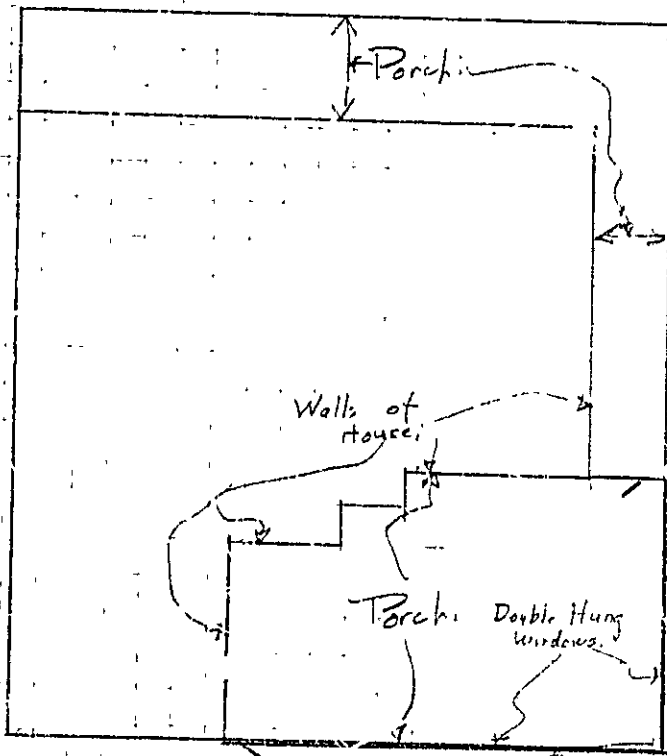 Porch.
Walls of
House.
Porch.
Double Hung
Windows.